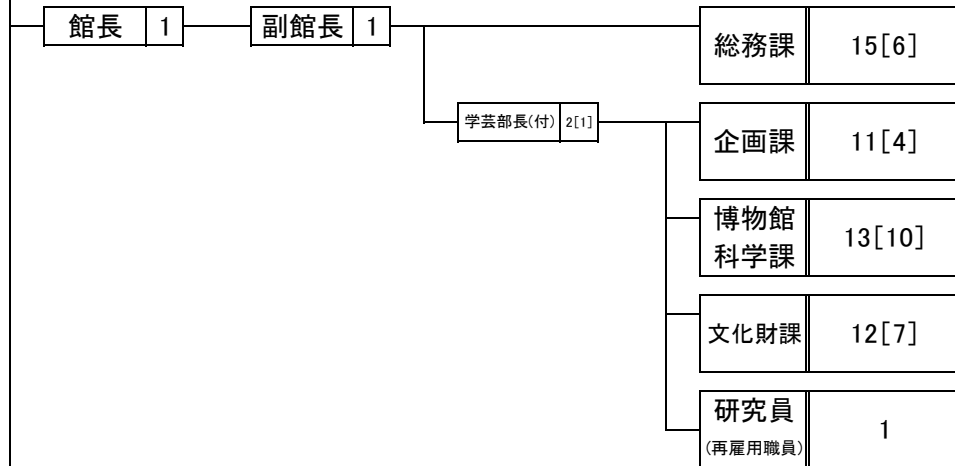 館長 1 副館長 1
総務課 15[6]
学芸部長(付) 2[1]
企画課 11[4]
博物館
科学課 13[10]
文化財課 12[7]
研究員
(再雇用職員) 1